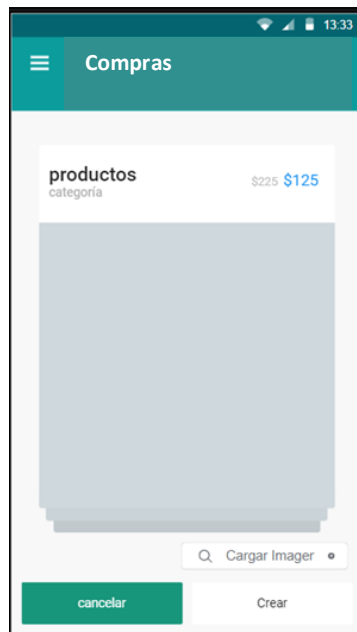 13:33
Compras
productos
$225 $125
categoría
Cargar Imager
cancelar
Crear